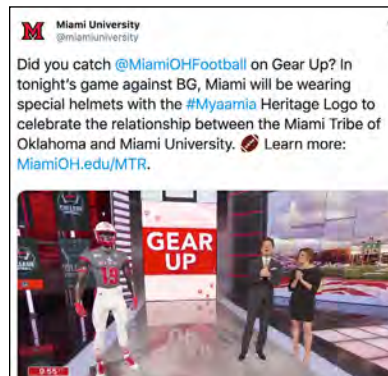 Miami University
@miamiuniversity
Did you catch @MiamiOHFootball on Gear Up? In
tonight's game against BG, Miami will be wearing
special helmets with the #Myaamia Heritage Logo to
celebrate the relationship between the Miami Tribe of
Oklahoma and Miami University. 🏈 Learn more:
MiamiOH.edu/MTR.
GEAR
UP
19